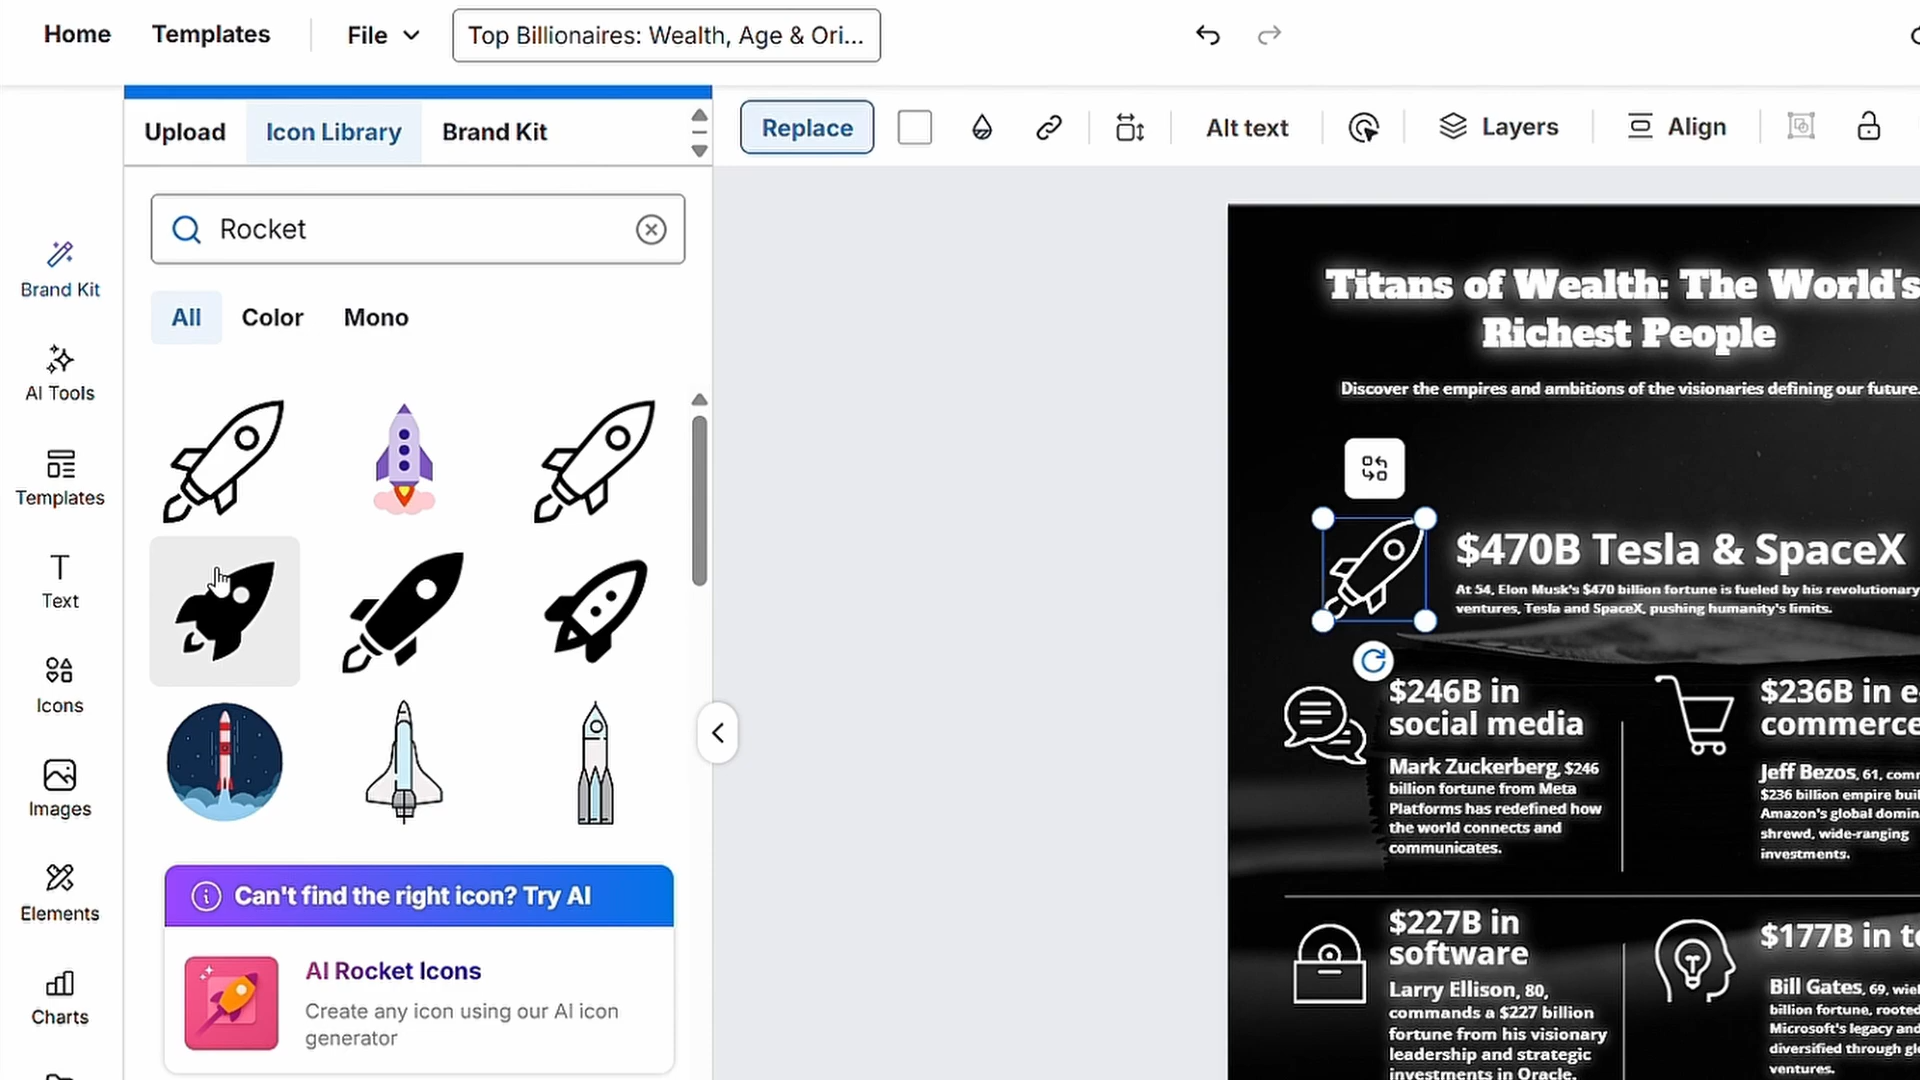 Home
Templates
File
Top Billionaires: Wealth, Age & Ori...
Upload
Icon Library
Brand Kit
Replace
Alt text
Layers
Align
Rocket
All
Color
Mono
Brand Kit
AI Tools
Templates
Text
Icons
Images
Elements
Charts
Can't find the right icon? Try AI
AI Rocket Icons
Create any icon using our AI icon
generator
Titans of Wealth: The World's
Richest People
Discover the empires and ambitions of the visionaries defining our future.
$470B Tesla & SpaceX
At 54, Elon Musk's $470 billion fortune is fueled by his revolutionary
ventures, Tesla and SpaceX, pushing humanity's limits.
$246B in
social media
Mark Zuckerberg, $246
billion fortune from Meta
Platforms has redefined how
the world connects and
communicates.
$236B in e
commerce
Jeff Bezos, 61, com
$236 billion empire bui
Amazon's global domin
shrewd, wide-ranging
investments.
$227B in
software
Larry Ellison, 80,
commands a $227 billion
fortune from his visionary
leadership and strategic
investments in Oracle.
$177B in te
Bill Gates, 69, wiel
billion fortune, rooted
Microsoft's legacy and
diversified through gl
ventures.